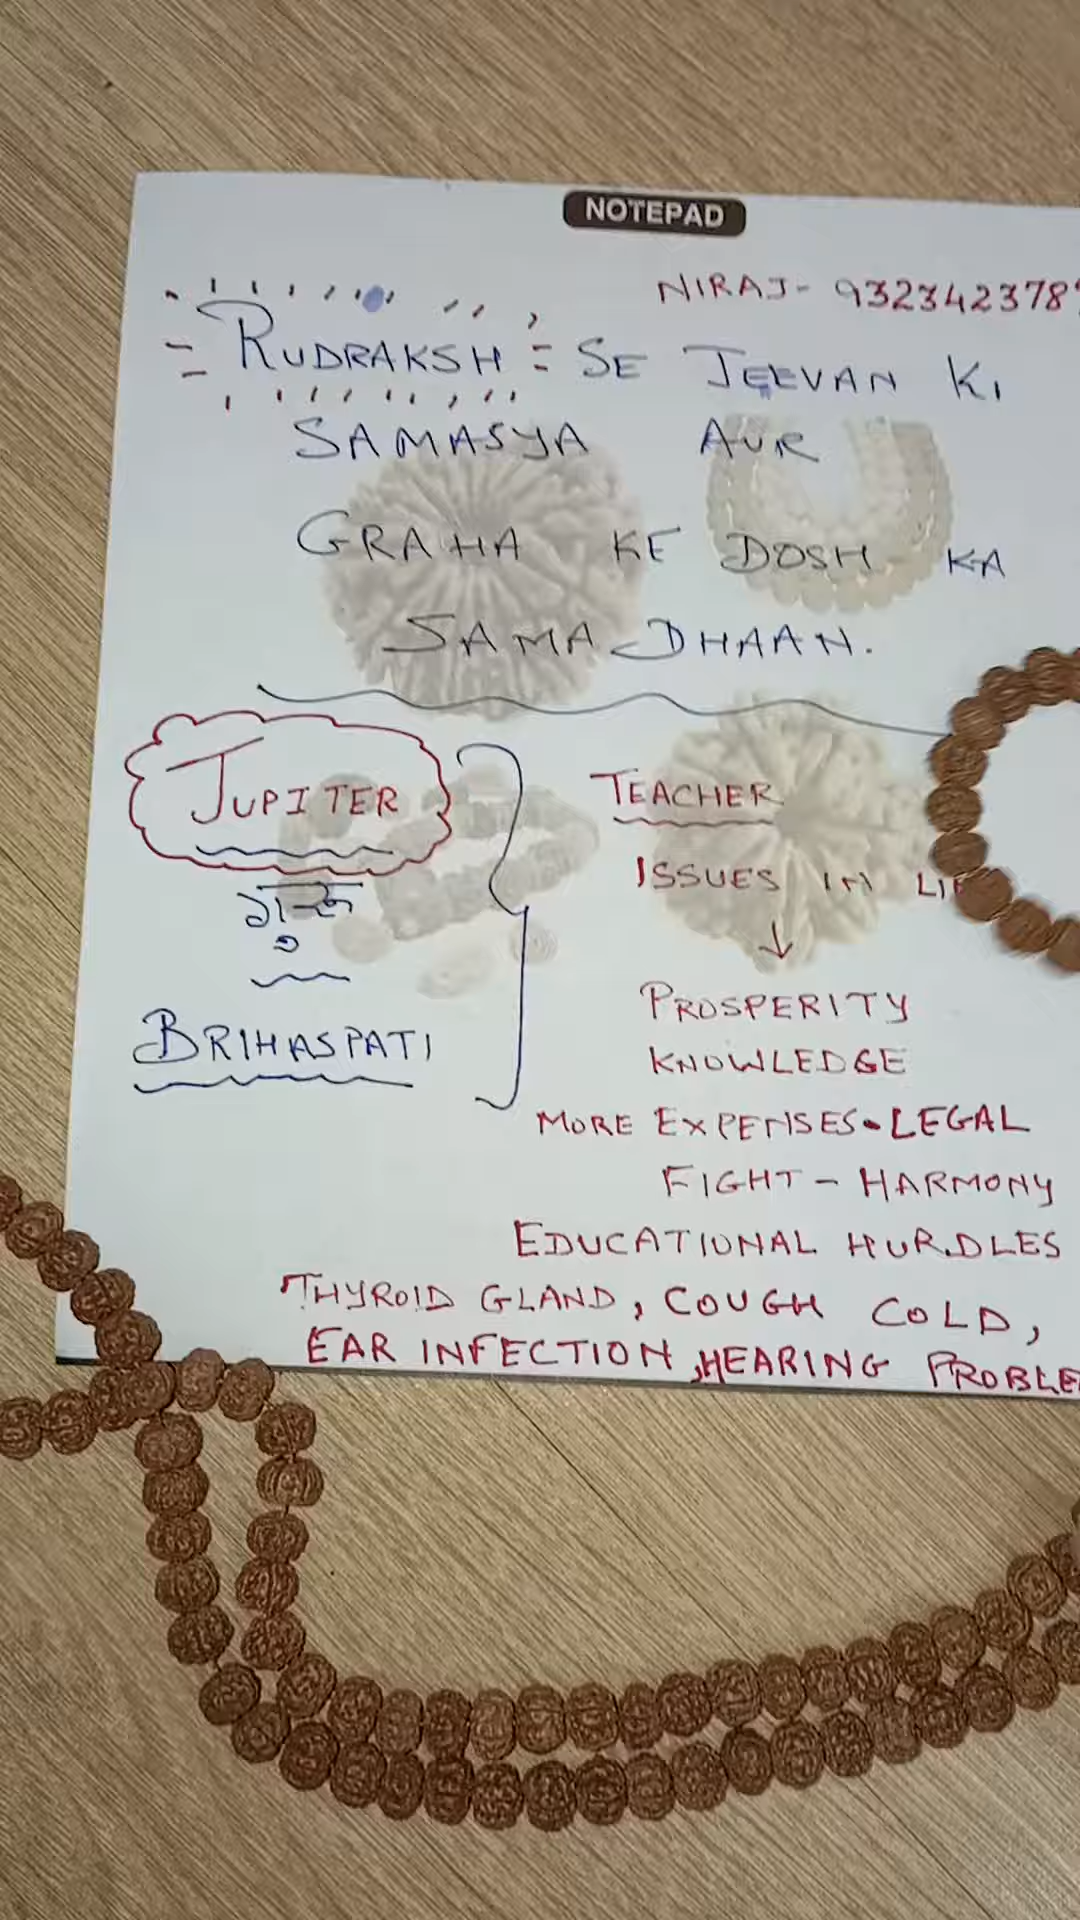 NOTEPAD
NIRAJ - 932342378
RUDRAKSH SE JEEVAN KI
SAMASYA AUR
GRAHA KE DOSH KA
SAMADHAAN.
JUPITER
गुरु
BRIHASPATI
TEACHER
ISSUES IN
↓
PROSPERITY
KNOWLEDGE
MORE EXPENSES - LEGAL
FIGHT - HARMONY
EDUCATIONAL HURDLES
THYROID GLAND, COUGH COLD,
EAR INFECTION, HEARING PROBLE